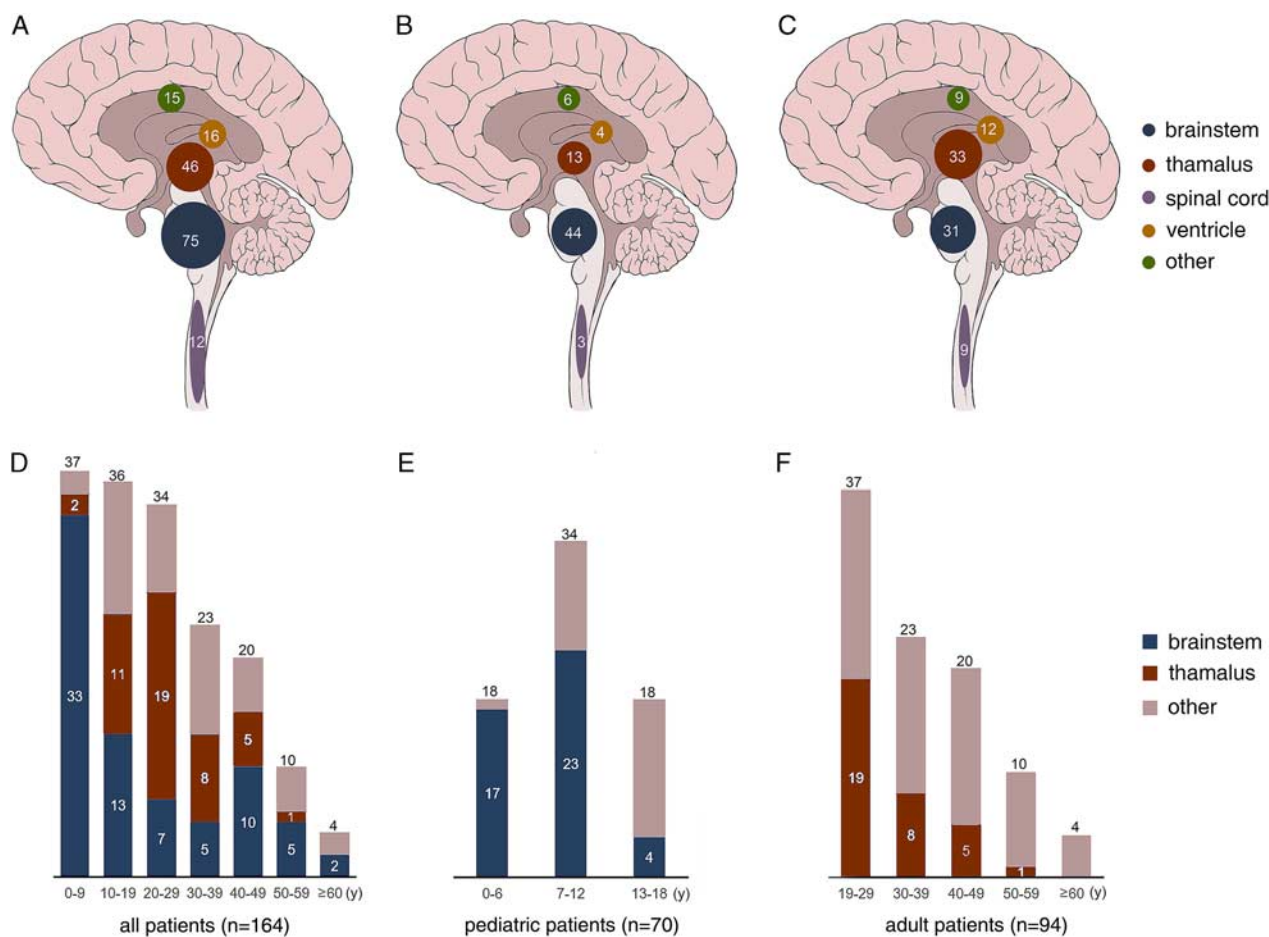 A
B
C
15
16
46
75
12
6
4
13
44
3
9
12
33
31
9
brainstem
thamalus
spinal cord
ventricle
other
D
E
F
37
2
33
36
11
13
34
19
7
23
8
5
20
5
10
10
1
5
4
2
0-9 10-19 20-29 30-39 40-49 50-59 ≥60 (y)
all patients (n=164)
18
17
34
23
18
4
0-6 7-12 13-18 (y)
pediatric patients (n=70)
37
19
23
8
20
5
10
1
4
19-29 30-39 40-49 50-59 ≥60 (y)
adult patients (n=94)
brainstem
thamalus
other